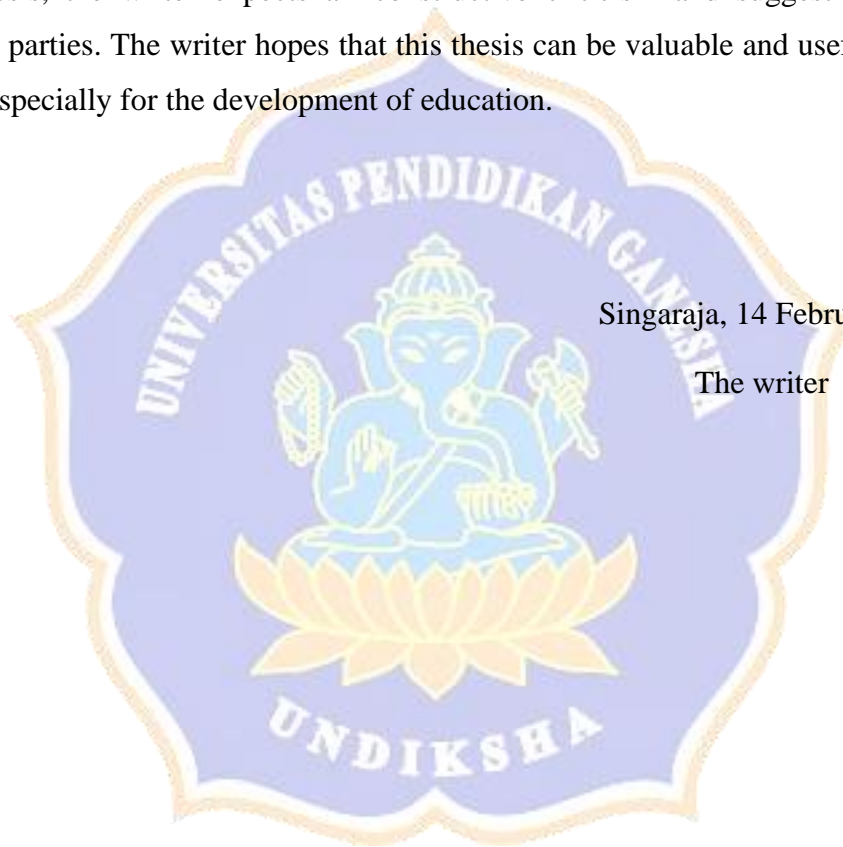 parties. The writer hopes that this thesis can be valuable and
specially for the development of education.
UNIVERSITAS PENDIDIKAN GANESHA
Singaraja, 14 Febru
The writer
UNDIKSHA